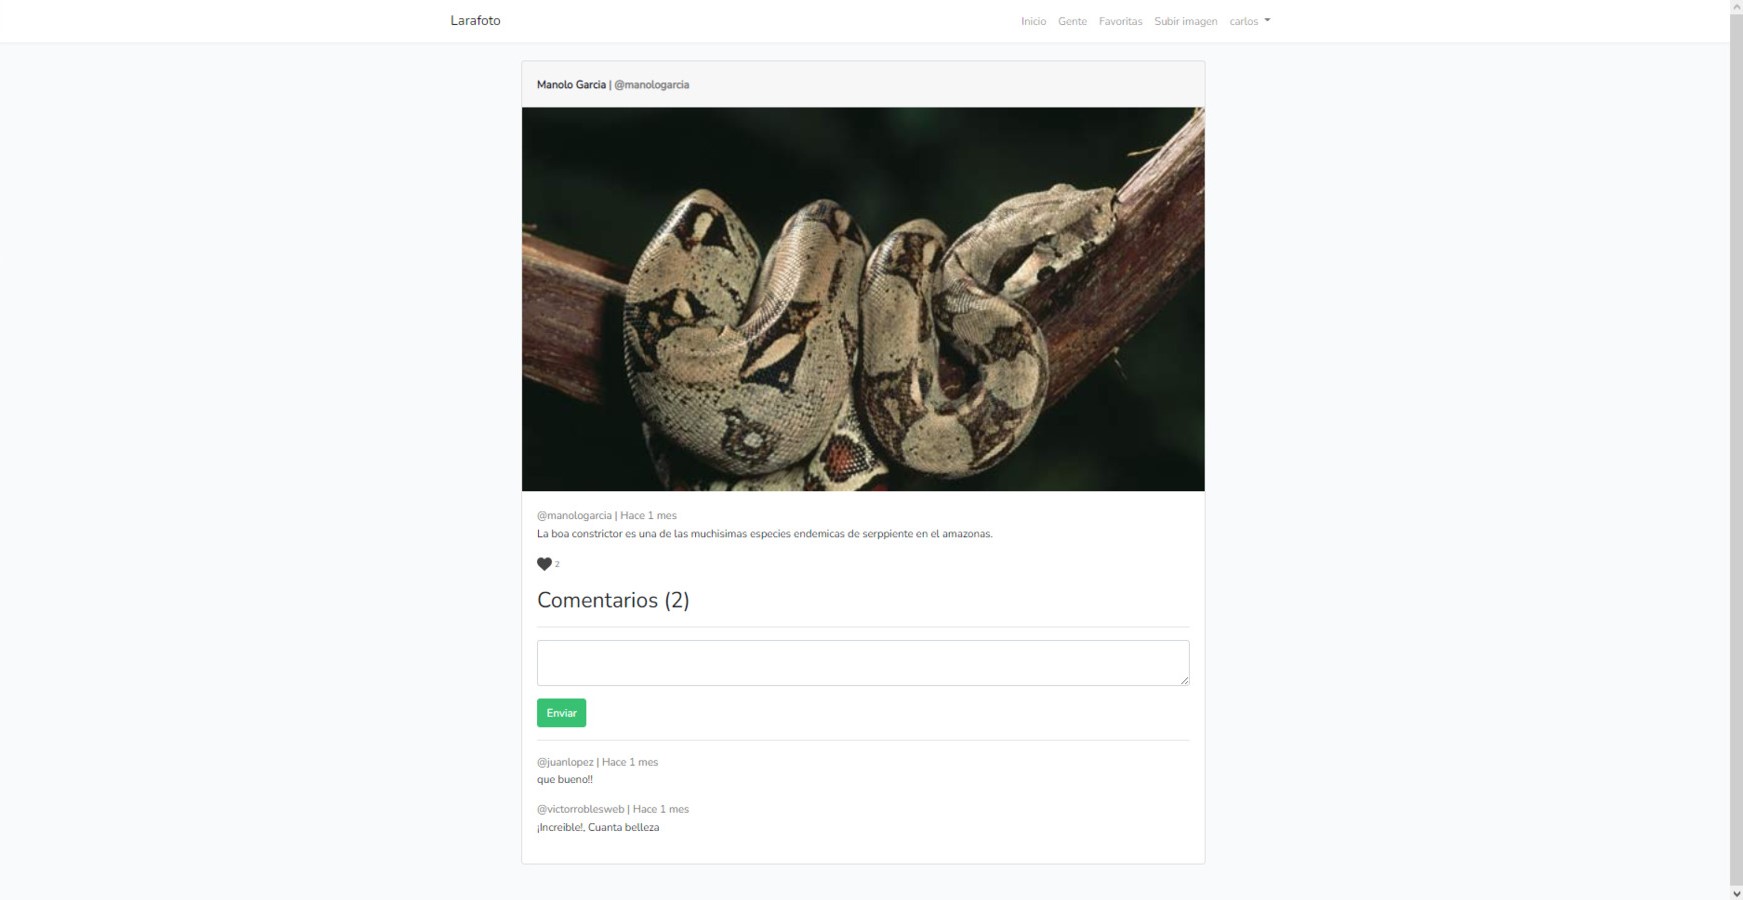 Larafoto
Inicio Gente Favoritas Subir imagen carlos
Manolo Garcia | @manologarcia
@manologarcia | Hace 1 mes
La boa constrictor es una de las muchisimas especies endemicas de serppiente en el amazonas.
2
Comentarios (2)
Enviar
@juanlopez | Hace 1 mes
que bueno!!
@victorroblesweb | Hace 1 mes
¡Increible!, Cuanta belleza